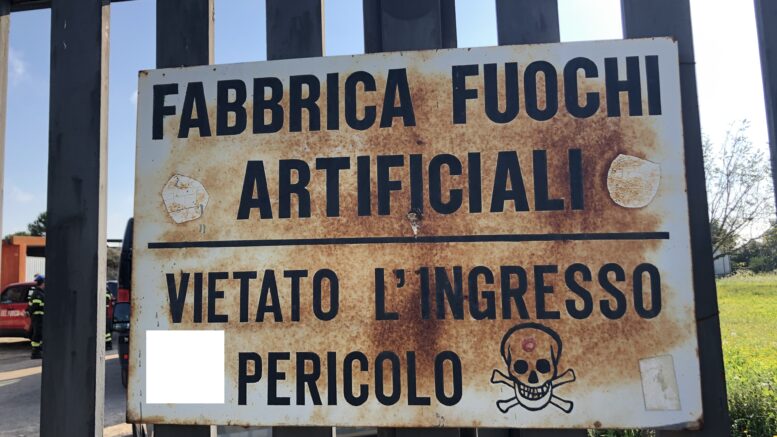 FABBRICA FUOCHI
ARTIFICIALI
VIETATO L'INGRESSO
PERICOLO